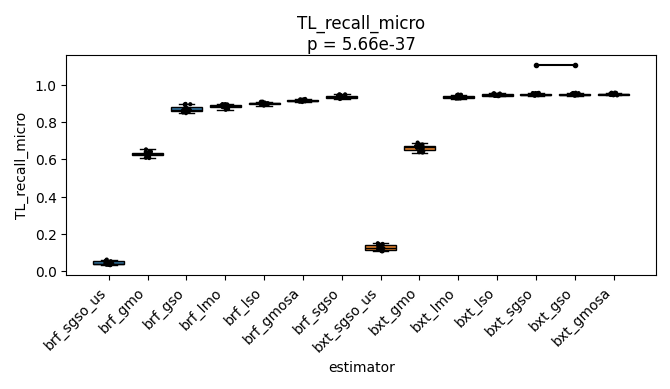 TL_recall_micro
p = 5.66e-37
TL_recall_micro
1.0
0.8
0.6
0.4
0.2
0.0
brf_sgso_us
brf_gmo
brf_gso
brf_lmo
brf_lso
brf_gmosa
brf_sgso
bxt_sgso_us
bxt_gmo
bxt_lmo
bxt_lso
bxt_sgso
bxt_gso
bxt_gmosa
estimator